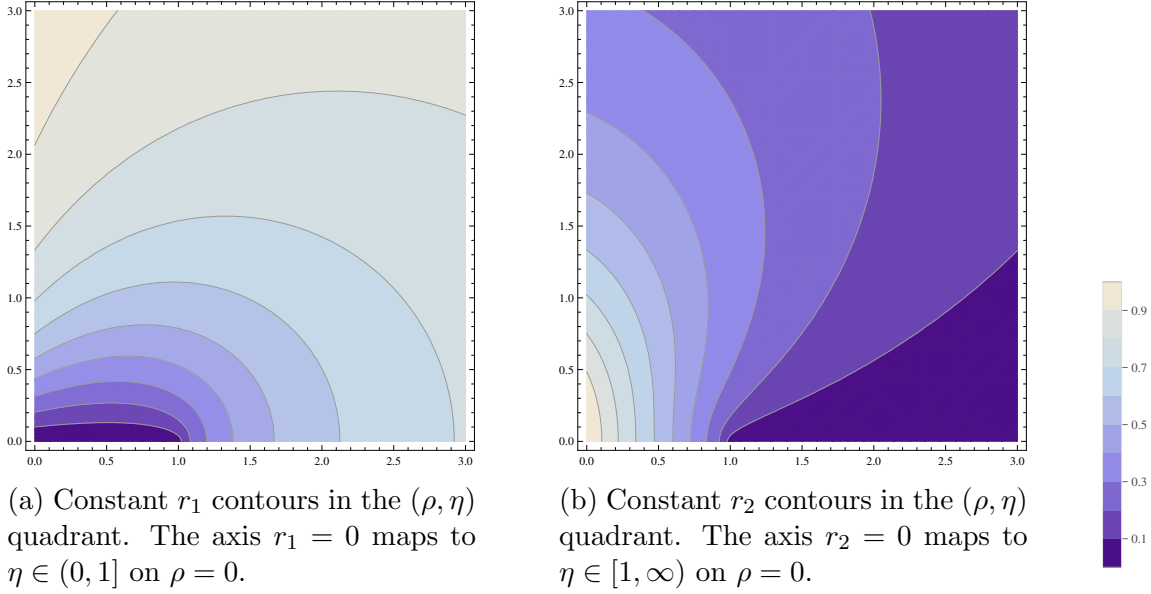 3.0
2.5
2.0
1.5
1.0
0.5
0.0
0.0 0.5 1.0 1.5 2.0 2.5 3.0
3.0
2.5
2.0
1.5
1.0
0.5
0.0
0.0 0.5 1.0 1.5 2.0 2.5 3.0
0.9
0.7
0.5
0.3
0.1
(a) Constant r₁ contours in the (ρ, η)
quadrant. The axis r₁ = 0 maps to
η ∈ (0, 1] on ρ = 0.
(b) Constant r₂ contours in the (ρ, η)
quadrant. The axis r₂ = 0 maps to
η ∈ [1, ∞) on ρ = 0.